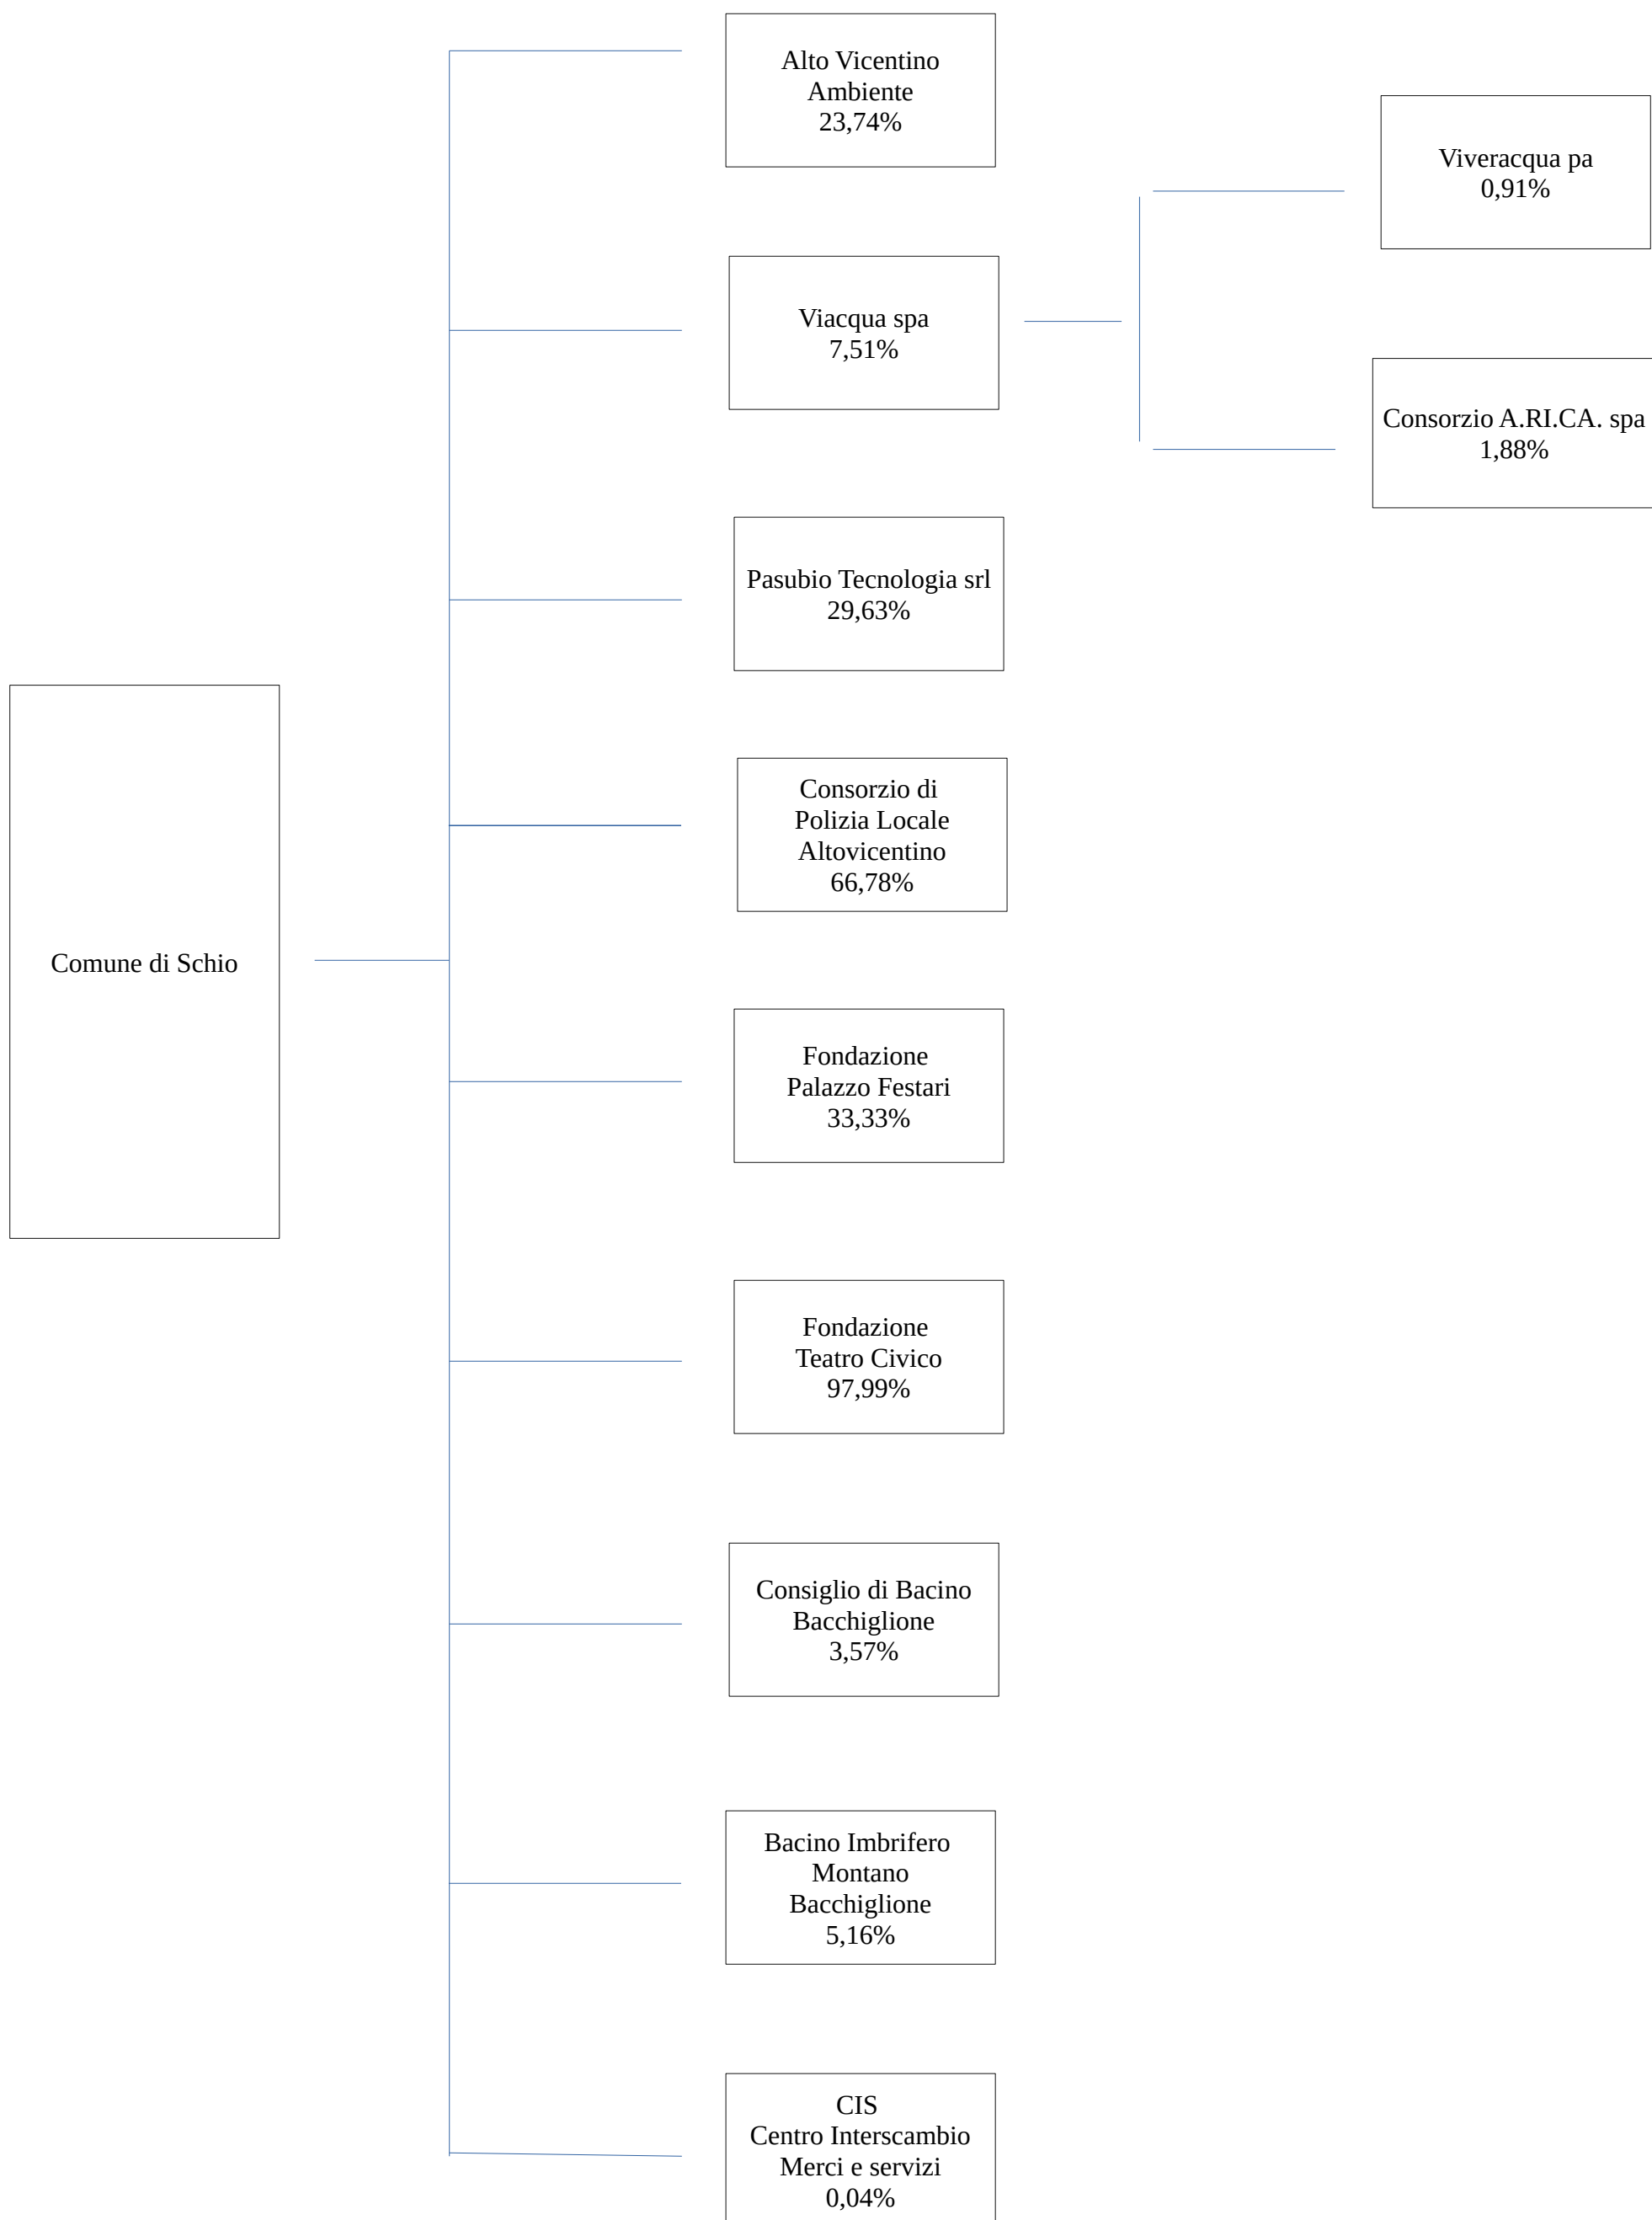 Comune di Schio
Alto Vicentino
Ambiente
23,74%
Viacqua spa
7,51%
Viveracqua pa
0,91%
Consorzio A.RI.CA. spa
1,88%
Pasubio Tecnologia srl
29,63%
Consorzio di
Polizia Locale
Altovicentino
66,78%
Fondazione
Palazzo Festari
33,33%
Fondazione
Teatro Civico
97,99%
Consiglio di Bacino
Bacchiglione
3,57%
Bacino Imbrifero
Montano
Bacchiglione
5,16%
CIS
Centro Interscambio
Merci e servizi
0,04%